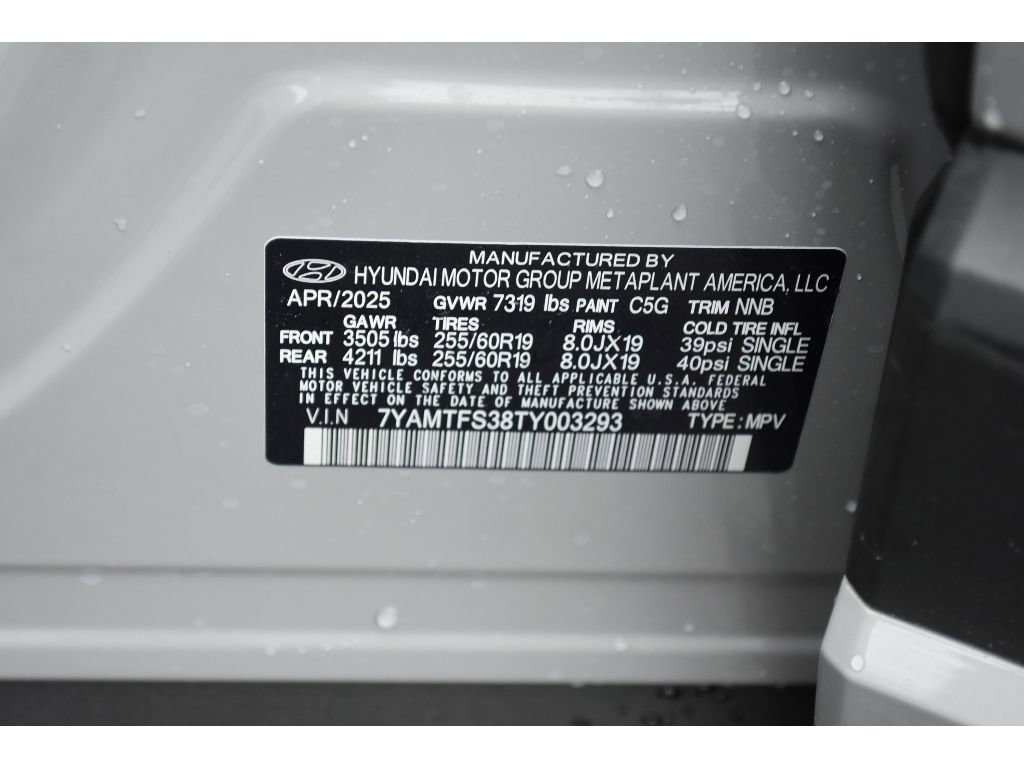 MANUFACTURED BY
HYUNDAI MOTOR GROUP METAPLANT AMERICA, LLC
APR/2025 GVWR 7319 lbs PAINT C5G TRIM NNB
GAWR TIRES RIMS COLD TIRE INFL
FRONT 3505 lbs 255/60R19 8.0JX19 39psi SINGLE
REAR 4211 lbs 255/60R19 8.0JX19 40psi SINGLE
THIS VEHICLE CONFORMS TO ALL APPLICABLE U.S.A. FEDERAL
MOTOR VEHICLE SAFETY AND THEFT PREVENTION STANDARDS
IN EFFECT ON THE DATE OF MANUFACTURE SHOWN ABOVE
V.I.N 7YAMTFS38TY003293 TYPE : MPV